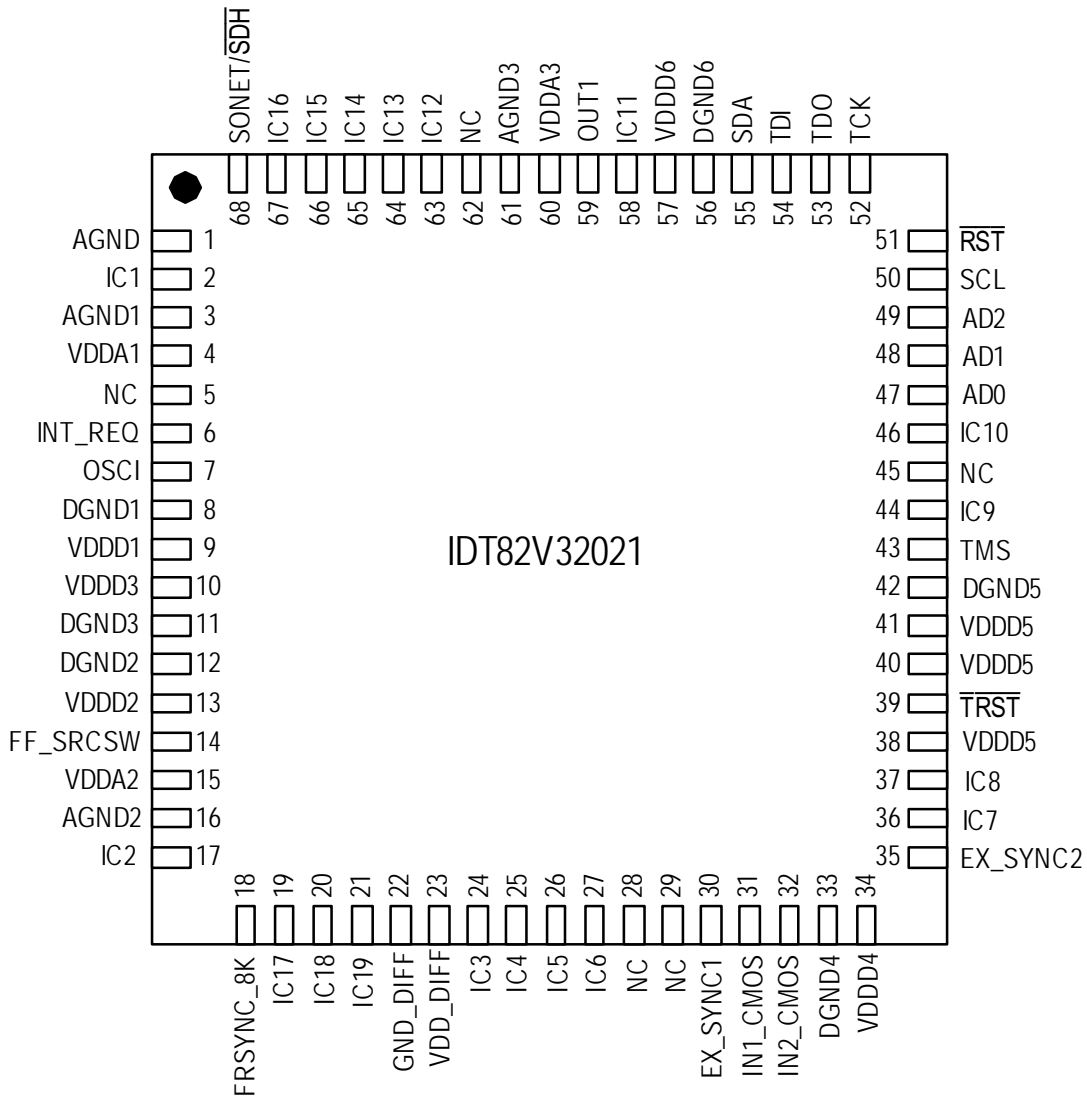 SONET/SDH
IC16
IC15
IC14
IC13
IC12
NC
AGND3
VDDA3
OUT1
IC11
VDDD6
DGND6
SDA
TDI
TDO
TCK
68
67
66
65
64
63
62
61
60
59
58
57
56
55
54
53
52
AGND 1
IC1 2
AGND1 3
VDDA1 4
NC 5
INT_REQ 6
OSCI 7
DGND1 8
VDDD1 9
VDDD3 10
DGND3 11
DGND2 12
VDDD2 13
FF_SRCSW 14
VDDA2 15
AGND2 16
IC2 17
IDT82V32021
51 RST
50 SCL
49 AD2
48 AD1
47 AD0
46 IC10
45 NC
44 IC9
43 TMS
42 DGND5
41 VDDD5
40 VDDD5
39 TRST
38 VDDD5
37 IC8
36 IC7
35 EX_SYNC2
18
19
20
21
22
23
24
25
26
27
28
29
30
31
32
33
34
FRSYNC_8K
IC17
IC18
IC19
GND_DIFF
VDD_DIFF
IC3
IC4
IC5
IC6
NC
NC
EX_SYNC1
IN1_CMOS
IN2_CMOS
DGND4
VDDD4